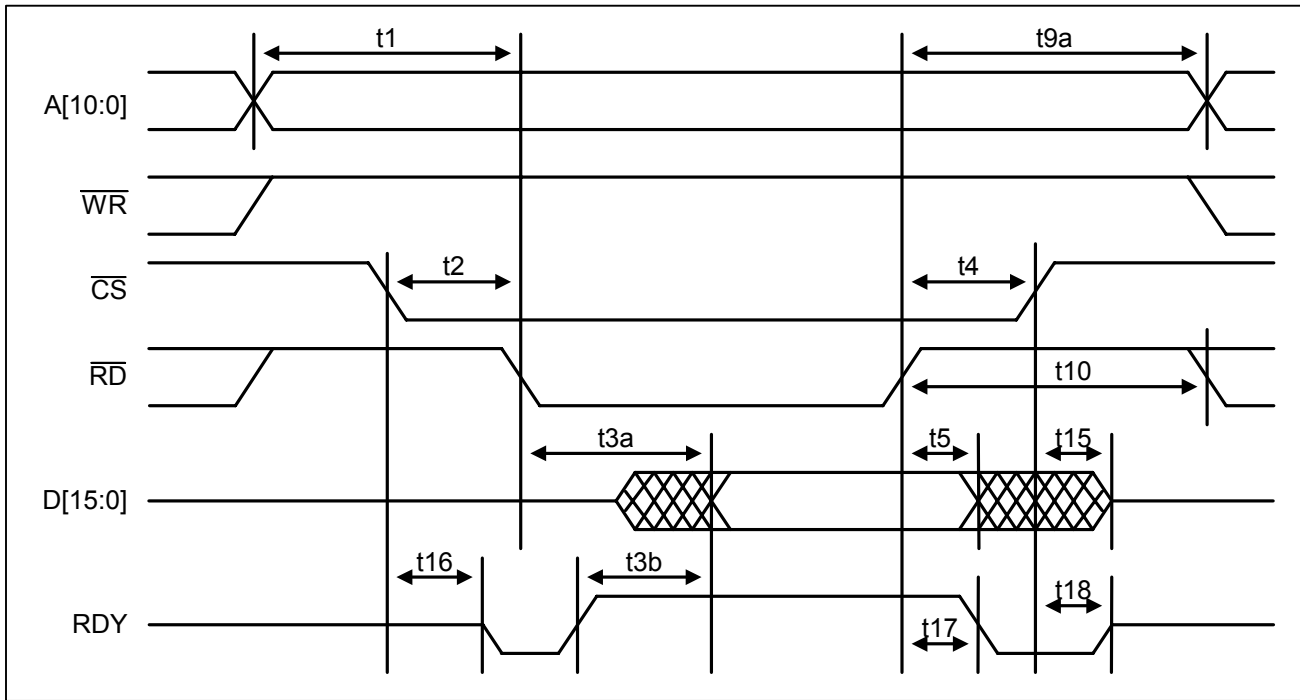 t1
t9a
A[10:0]
WR
t2
t4
CS
RD
t10
t3a
t5
t15
D[15:0]
t16
t3b
t18
RDY
t17